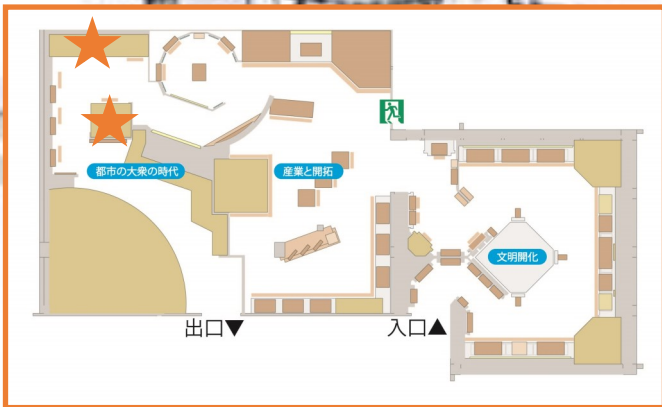 都市の大衆の時代
産業と開拓
文明開化
出口▼
入口▲